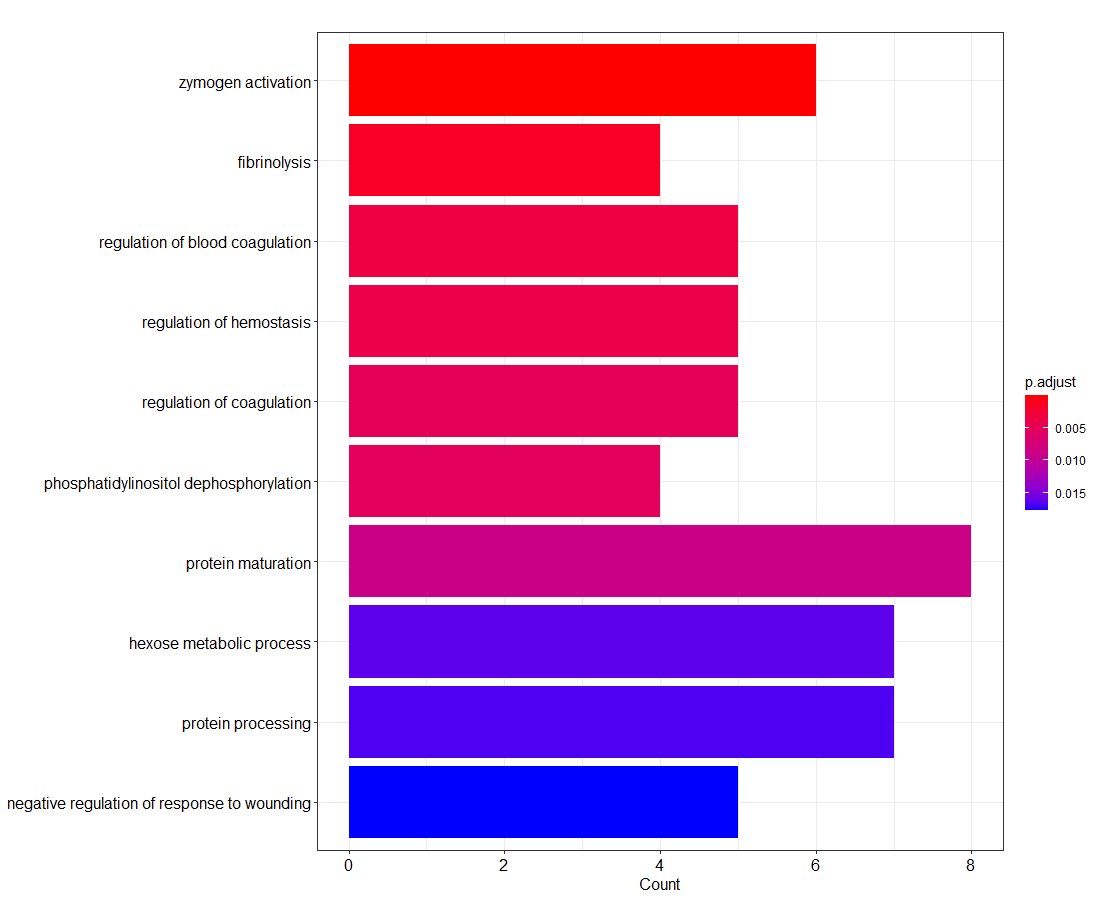 zymogen activation
fibrinolysis
regulation of blood coagulation
regulation of hemostasis
regulation of coagulation
phosphatidylinositol dephosphorylation
protein maturation
hexose metabolic process
protein processing
negative regulation of response to wounding
0 2 4 6 8
Count
p.adjust
0.005
0.010
0.015